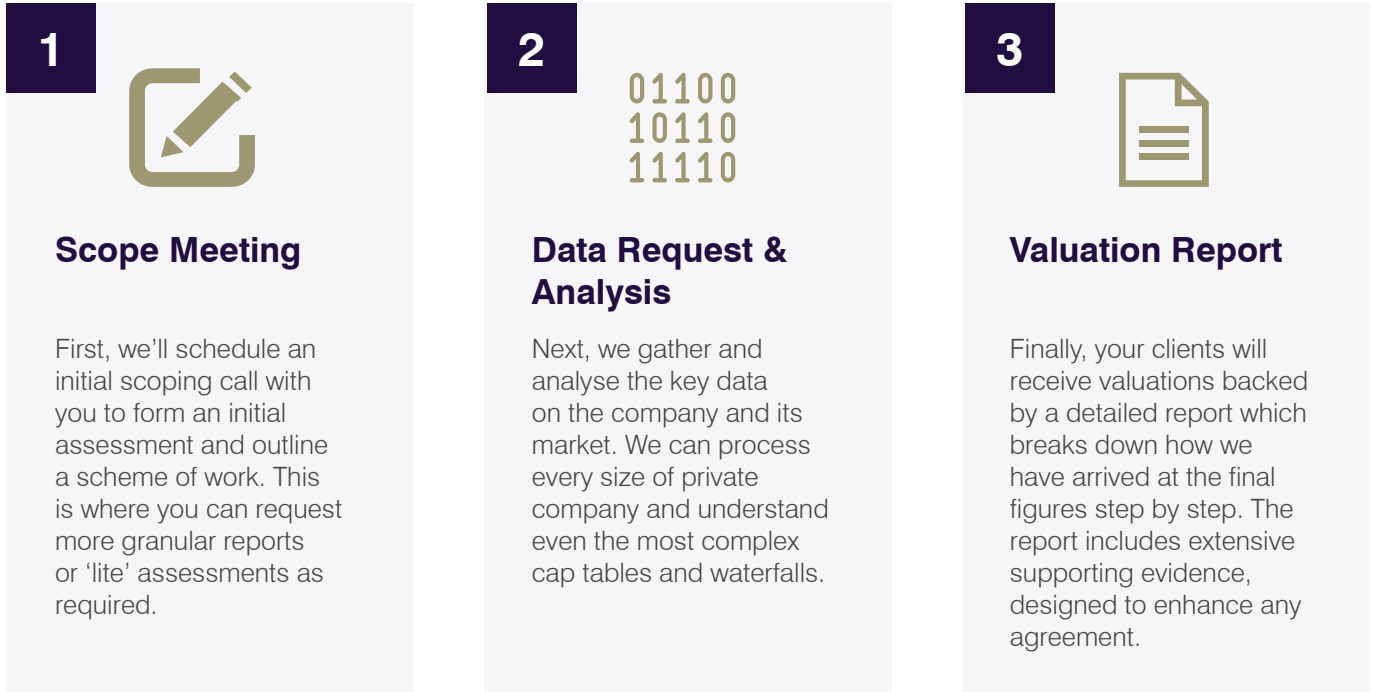 1
Scope Meeting
First, we’ll schedule an
initial scoping call with
you to form an initial
assessment and outline
a scheme of work. This
is where you can request
more granular reports
or ‘lite’ assessments as
required.
2
01100
10110
11110
Data Request &
Analysis
Next, we gather and
analyse the key data
on the company and its
market. We can process
every size of private
company and understand
even the most complex
cap tables and waterfalls.
3
Valuation Report
Finally, your clients will
receive valuations backed
by a detailed report which
breaks down how we
have arrived at the final
figures step by step. The
report includes extensive
supporting evidence,
designed to enhance any
agreement.